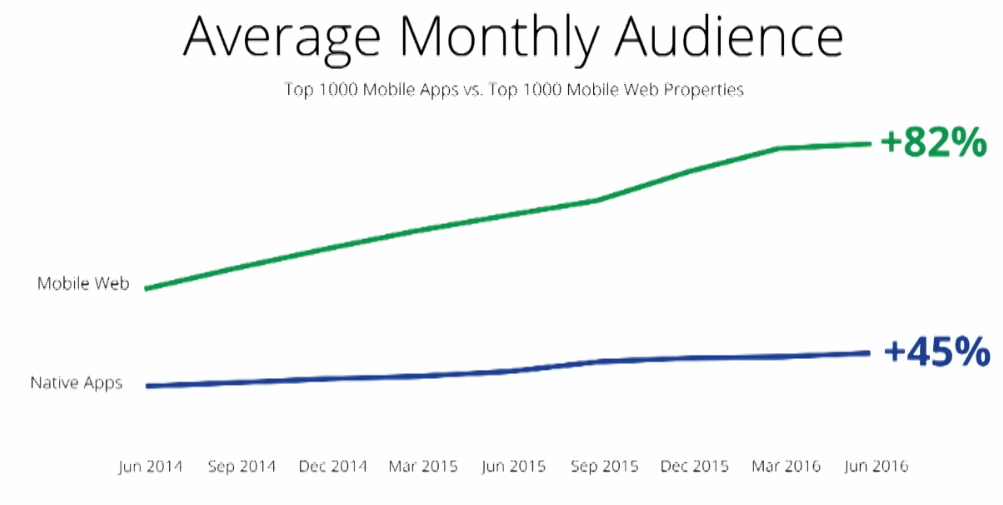 Average Monthly Audience
Top 1000 Mobile Apps vs. Top 1000 Mobile Web Properties
+82%
Mobile Web
+45%
Native Apps
Jun 2014 Sep 2014 Dec 2014 Mar 2015 Jun 2015 Sep 2015 Dec 2015 Mar 2016 Jun 2016